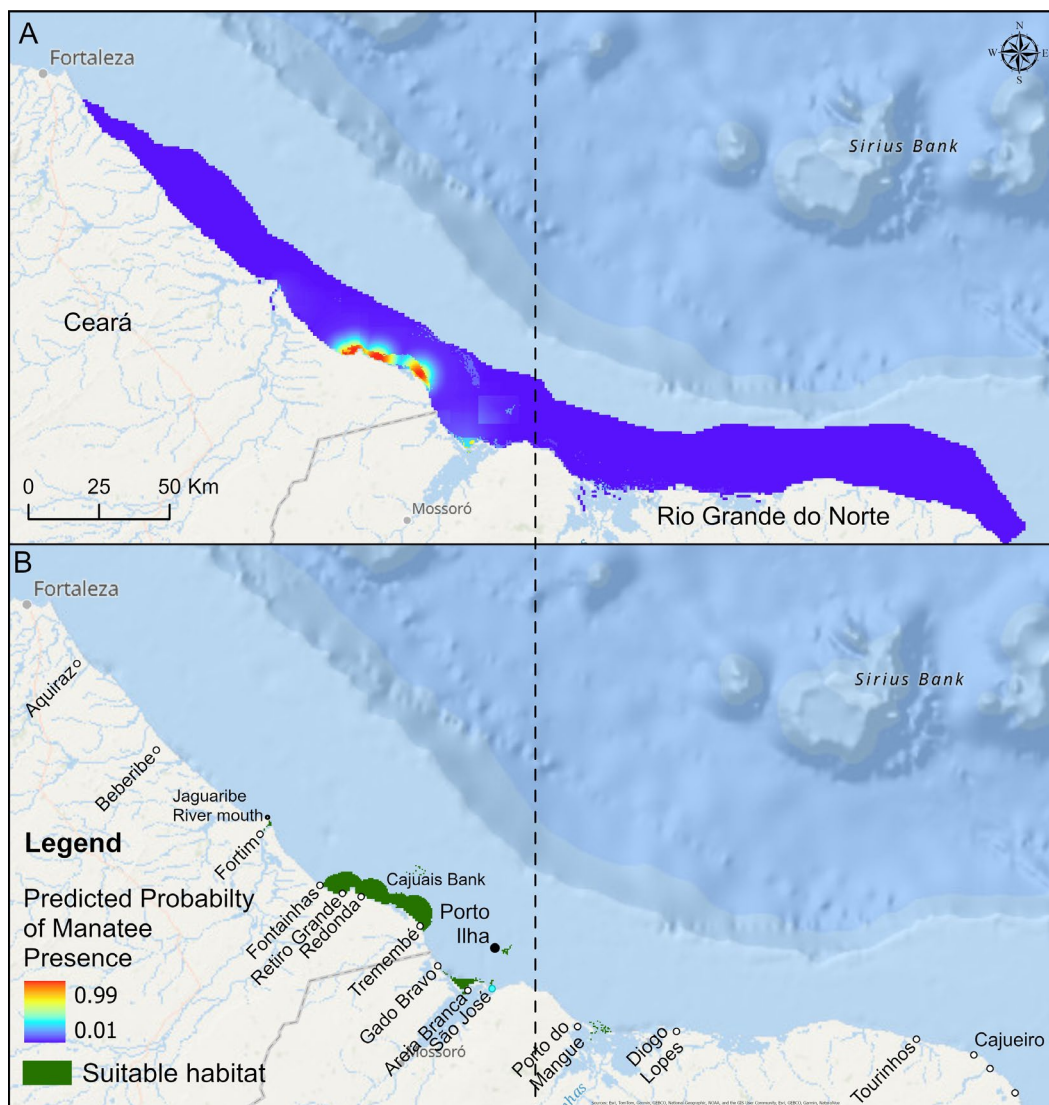 A
Fortaleza
N
W
E
S
Sirius Bank
Ceará
0 25 50 Km
Mossoró
Rio Grande do Norte
B
Fortaleza
Sirius Bank
Aquiraz
Beberibe
Jaguaribe
River mouth
Fortim
Legend
Predicted Probabilty
of Manatee
Presence
0.99
0.01
Suitable habitat
Cajuais Bank
Fontainhas
Retiro Grande
Redonda
Tremembé
Porto
Ilha
Gado Bravo
Areia Branca
São José
Mossoró
Porto do
Mangue
Diogo
Lopes
Tourinhos
Cajueiro
nhas